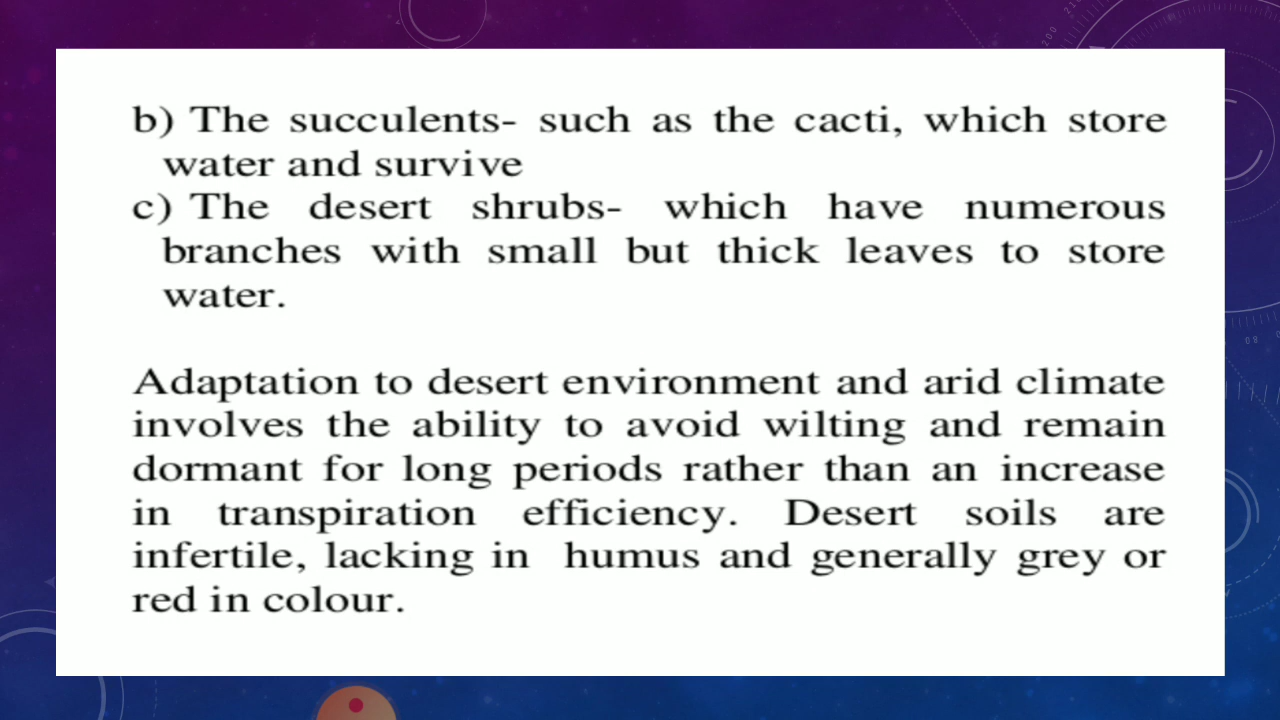 b) The succulents- such as the cacti, which store
water and survive
c) The desert shrubs- which have numerous
branches with small but thick leaves to store
water.
Adaptation to desert environment and arid climate
involves the ability to avoid wilting and remain
dormant for long periods rather than an increase
in transpiration efficiency. Desert soils are
infertile, lacking in humus and generally grey or
red in colour.
200
80